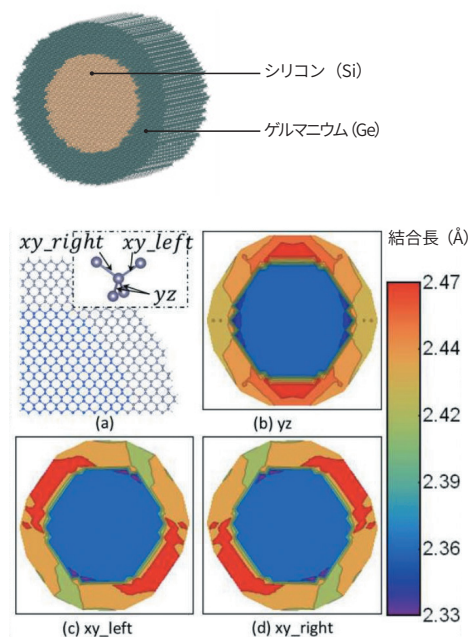 シリコン（Si）
ゲルマニウム（Ge）
結合長（Å）
xy_right
xy_left
yz
(a)
(b) yz
(c) xy_left
(d) xy_right
2.47
2.44
2.42
2.39
2.36
2.33